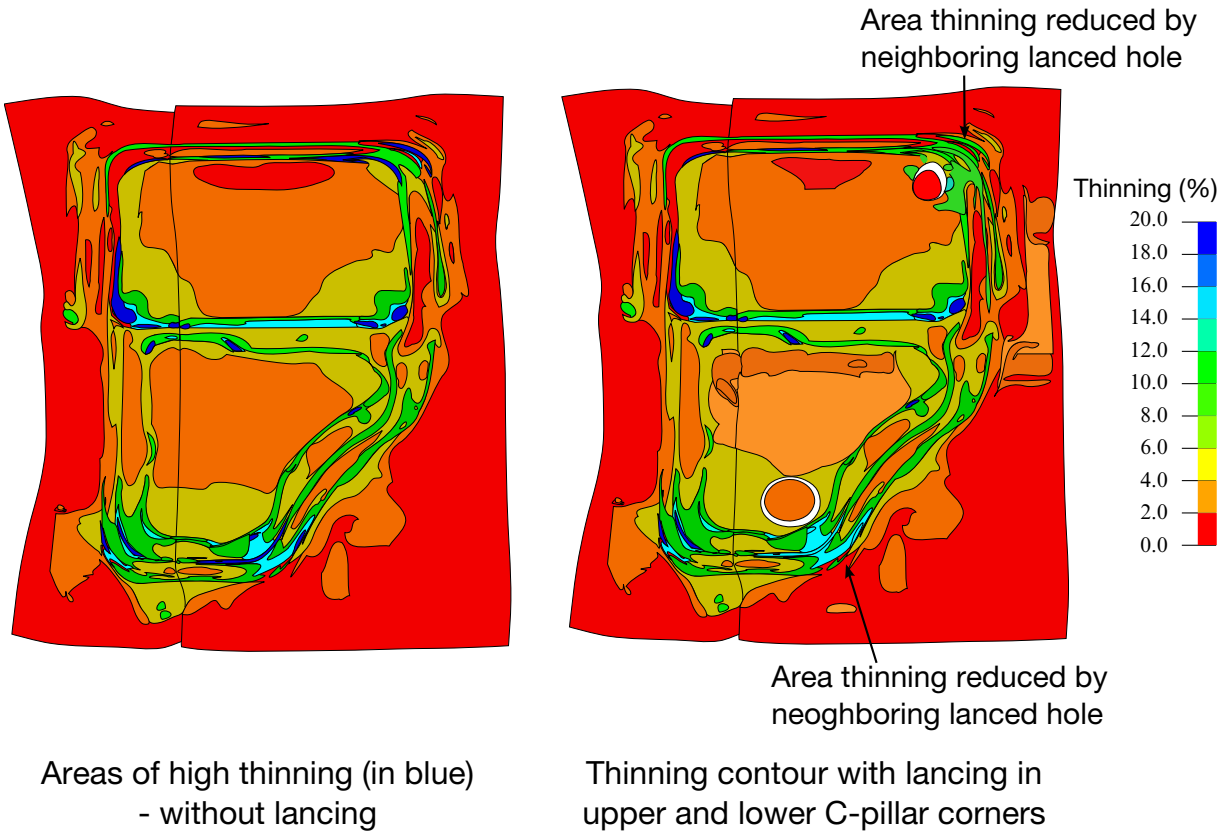 Area thinning reduced by
neighboring lanced hole
Thinning (%)
20.0
18.0
16.0
14.0
12.0
10.0
8.0
6.0
4.0
2.0
0.0
Area thinning reduced by
neoghboring lanced hole
Areas of high thinning (in blue)
- without lancing
Thinning contour with lancing in
upper and lower C-pillar corners